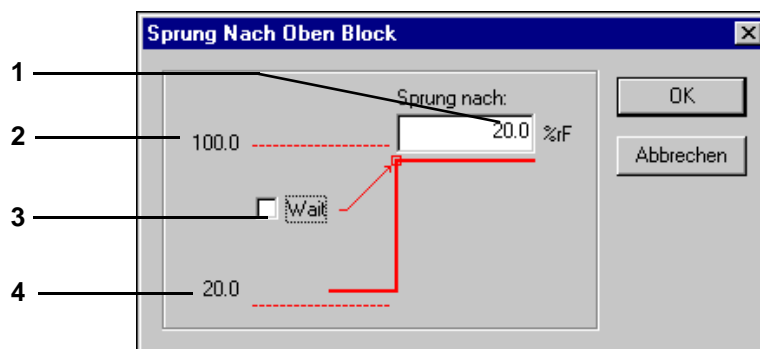 Sprung Nach Oben Block
1
Sprung nach:
OK
2
100.0
20.0 %rF
Abbrechen
3
Wait
4
20.0